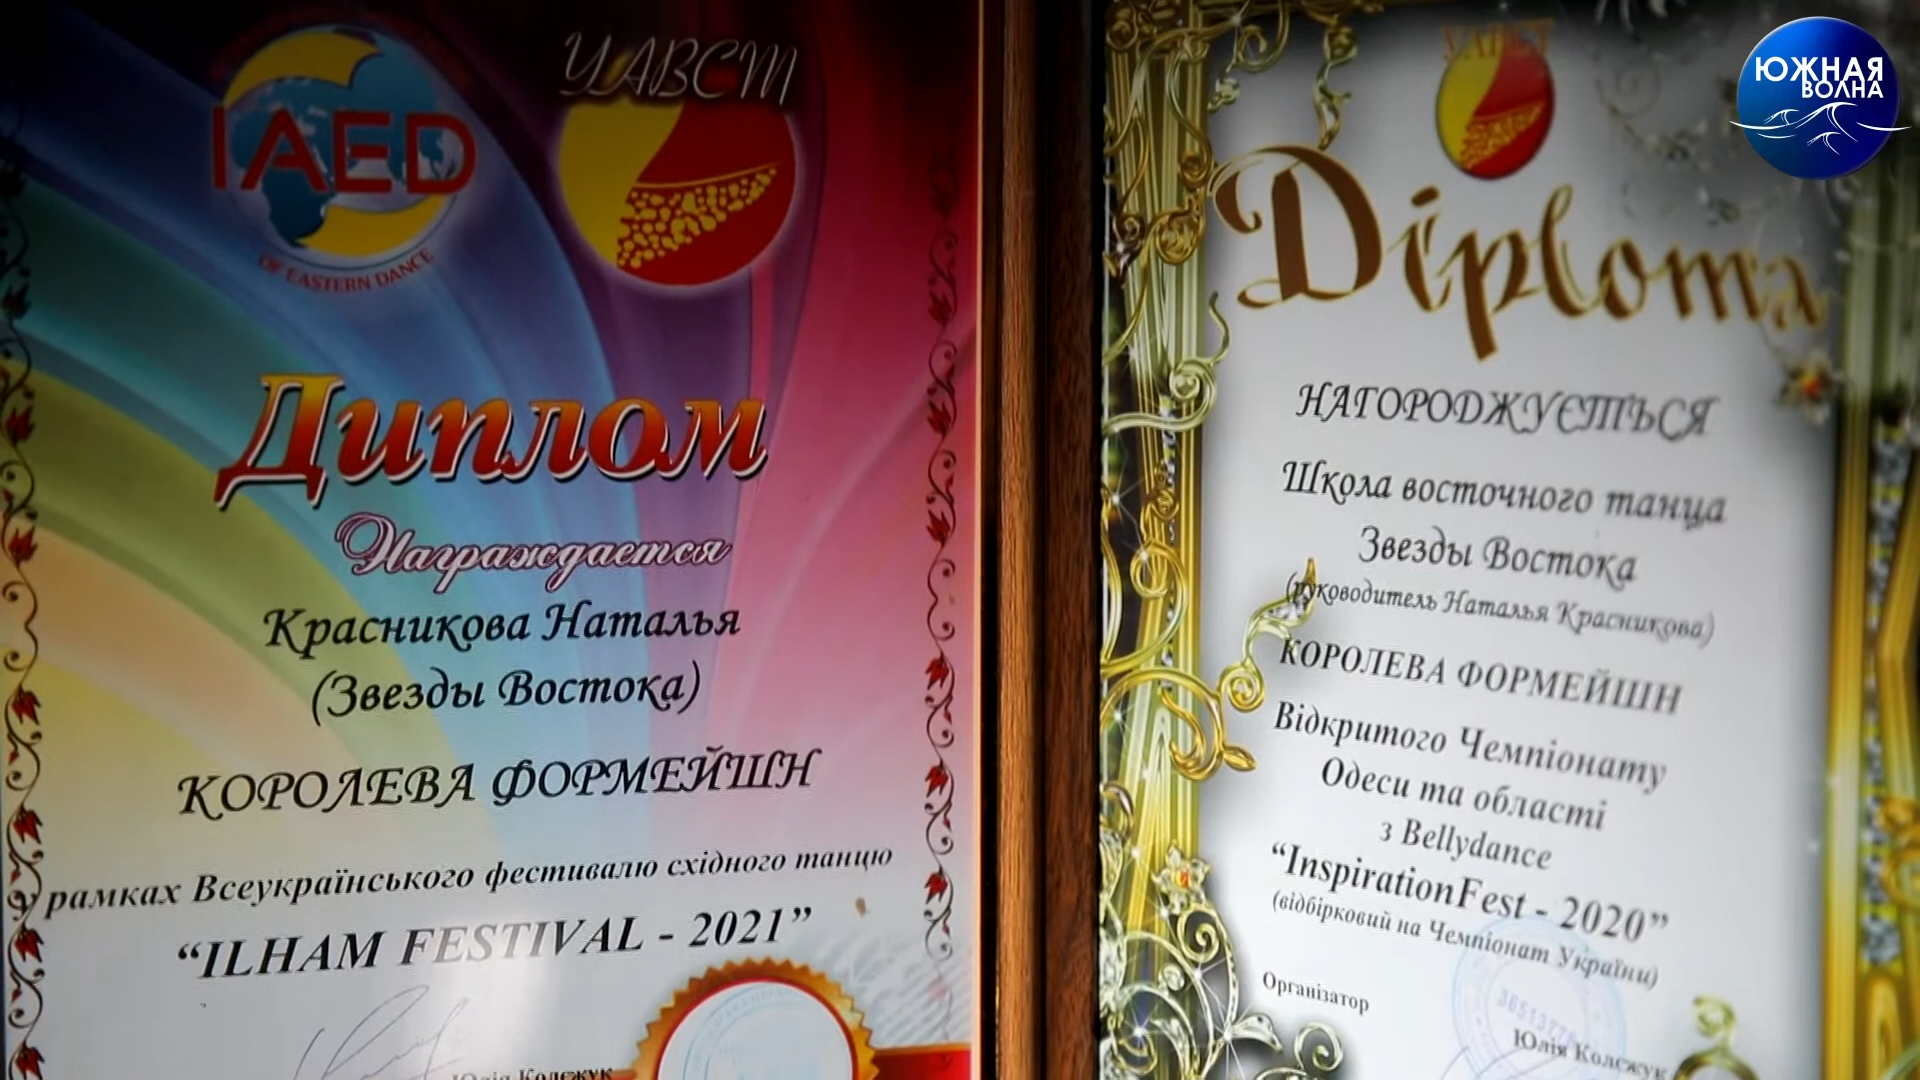 IAED
OF EASTERN DANCE
УАВСТ
Диплом
Награждается
Красникова Наталья
(Звезды Востока)
КОРОЛЕВА ФОРМЕЙШН
у рамках Всеукраїнського фестивалю східного танцю
“ILHAM FESTIVAL - 2021”
Юлія Колєжук
Diploma
НАГОРОДЖУЄТЬСЯ
Школа восточного танца
Звезды Востока
(руководитель Наталья Красникова)
КОРОЛЕВА ФОРМЕЙШН
Відкритого Чемпіонату
Одеси та області
з Bellydance
“InspirationFest - 2020”
(відбірковий на Чемпіонат України)
Організатор
Юлія Колєжук
ЮЖНАЯ
ВОЛНА